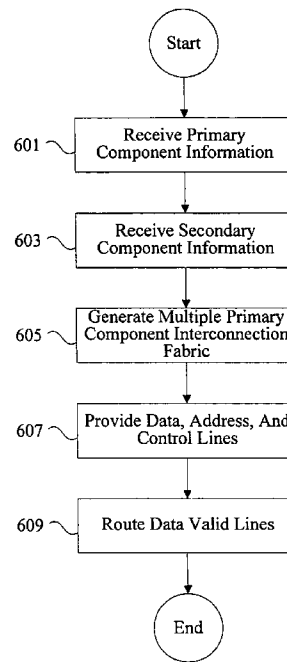 Start
601
Receive Primary
Component Information
603
Receive Secondary
Component Information
605
Generate Multiple Primary
Component Interconnection
Fabric
607
Provide Data, Address, And
Control Lines
609
Route Data Valid Lines
End